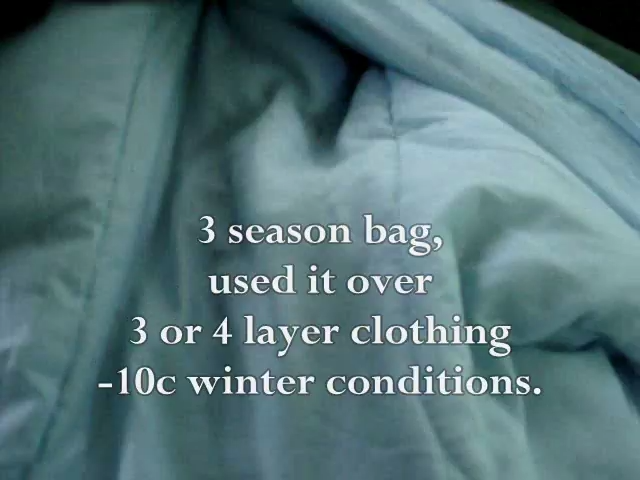 3 season bag,
used it over
3 or 4 layer clothing
-10c winter conditions.